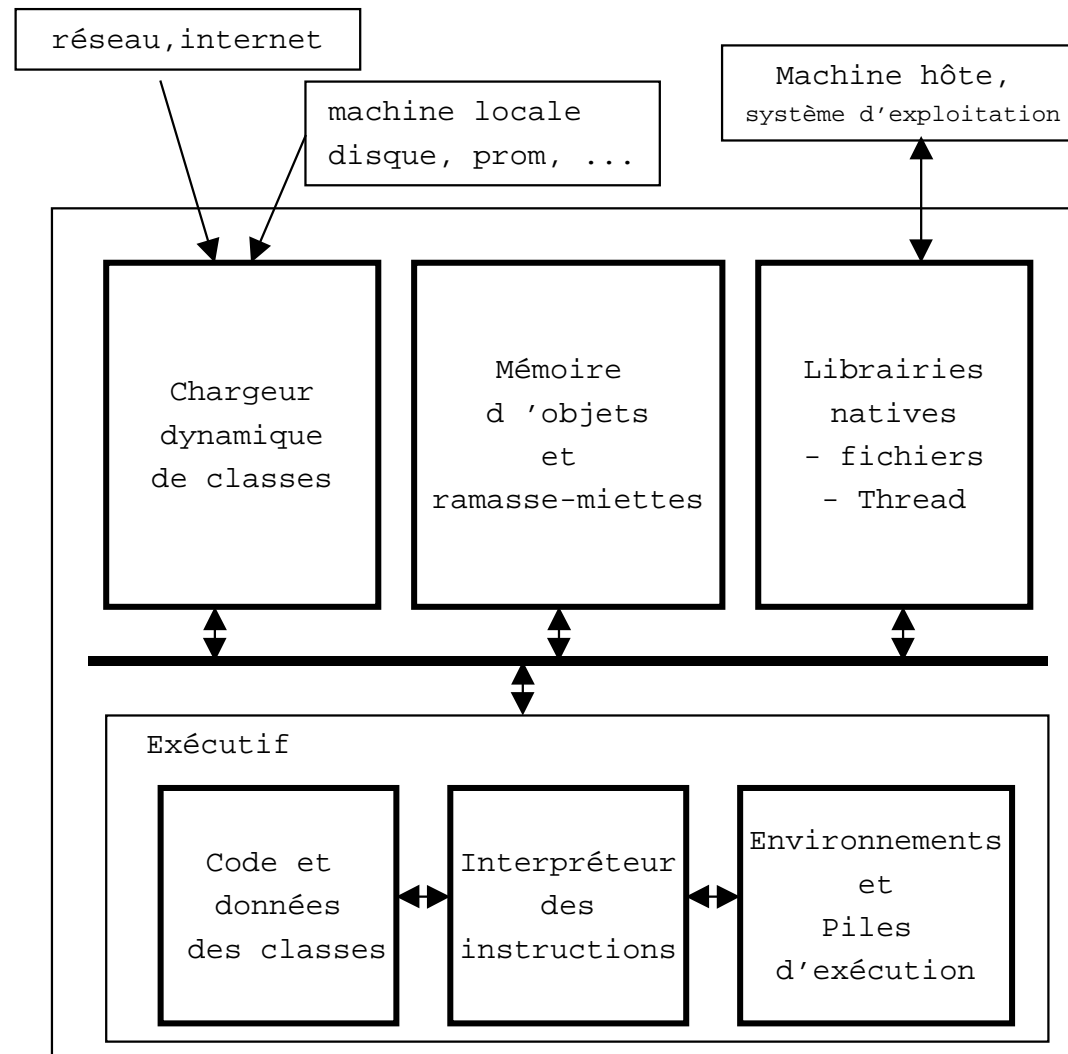 réseau,internet
machine locale
disque, prom, ...
Machine hôte,
système d’exploitation
Chargeur
dynamique
de classes
Mémoire
d ’objets
et
ramasse-miettes
Librairies
natives
- fichiers
- Thread
Exécutif
Code et
données
des classes
Interpréteur
des
instructions
Environnements
et
Piles
d’exécution